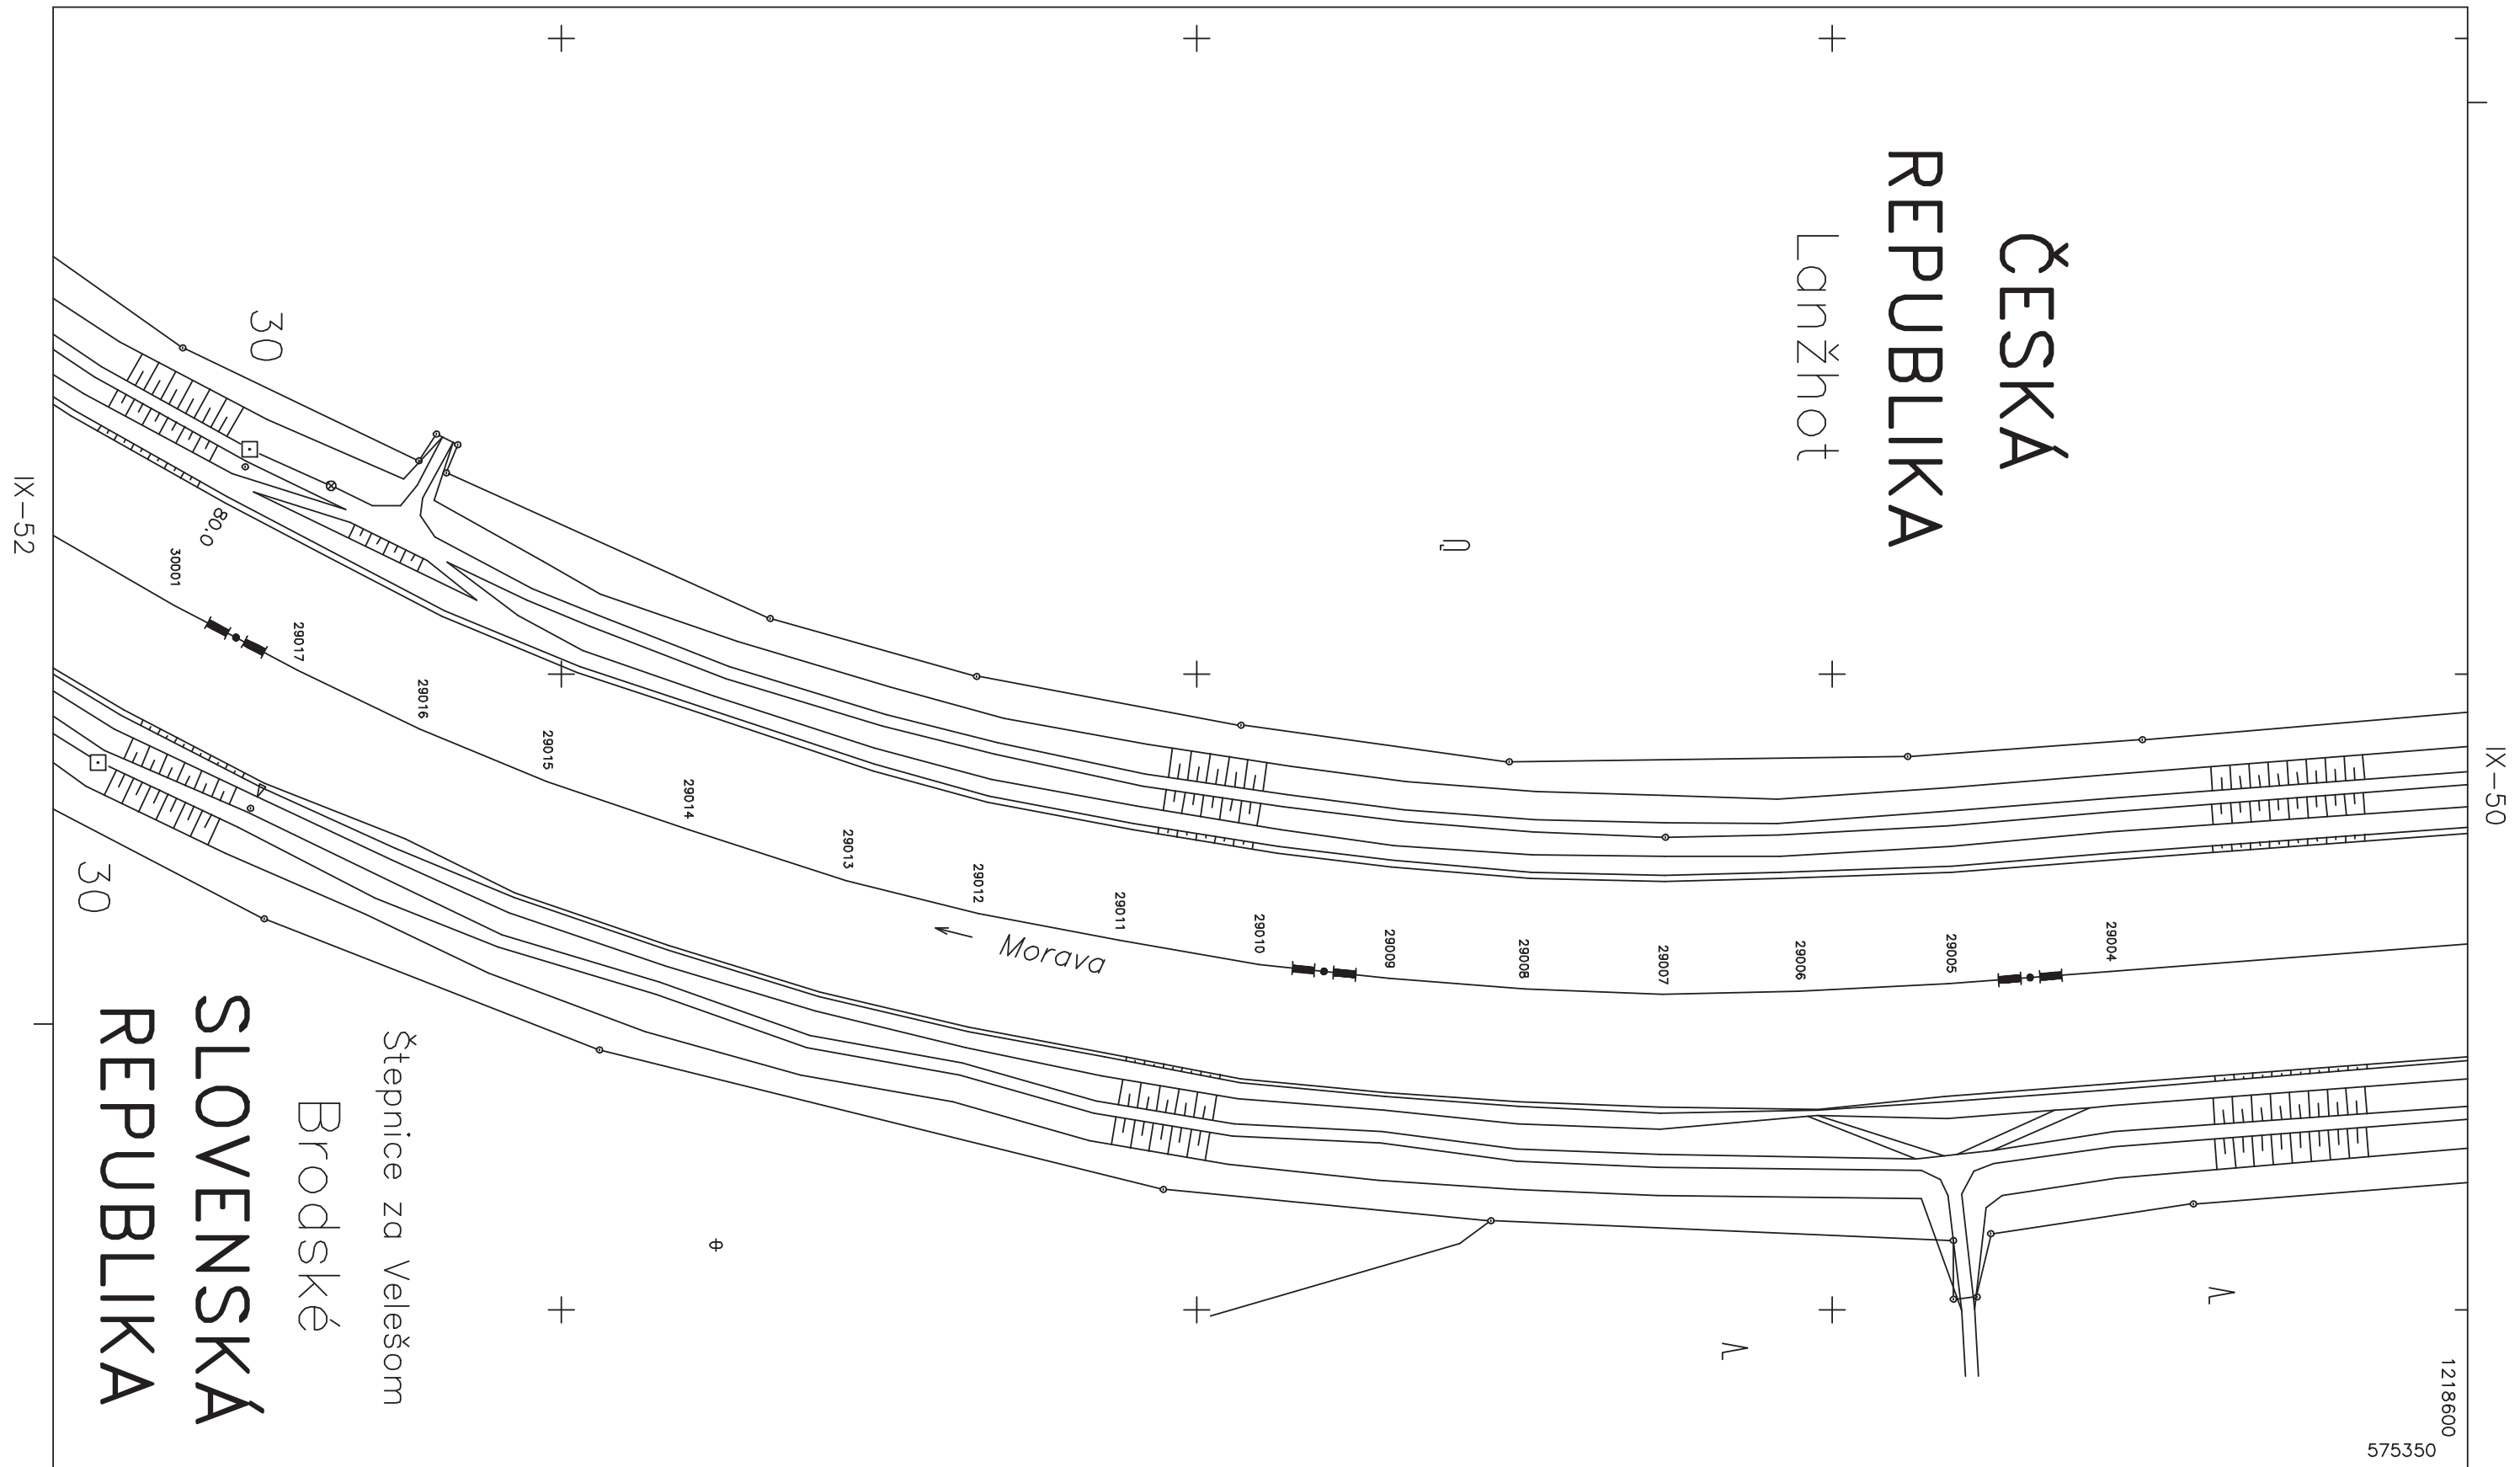 IX-50
1218600
575350
ČESKÁ
REPUBLIKA
Lanžhot
29004
29005
29006
29007
29008
29009
29010
29011
29012
29013
29014
29015
29016
29017
30001
Morava
80.0
30
30
Štepnice za Velešom
Brodské
SLOVENSKÁ
REPUBLIKA
IX-52